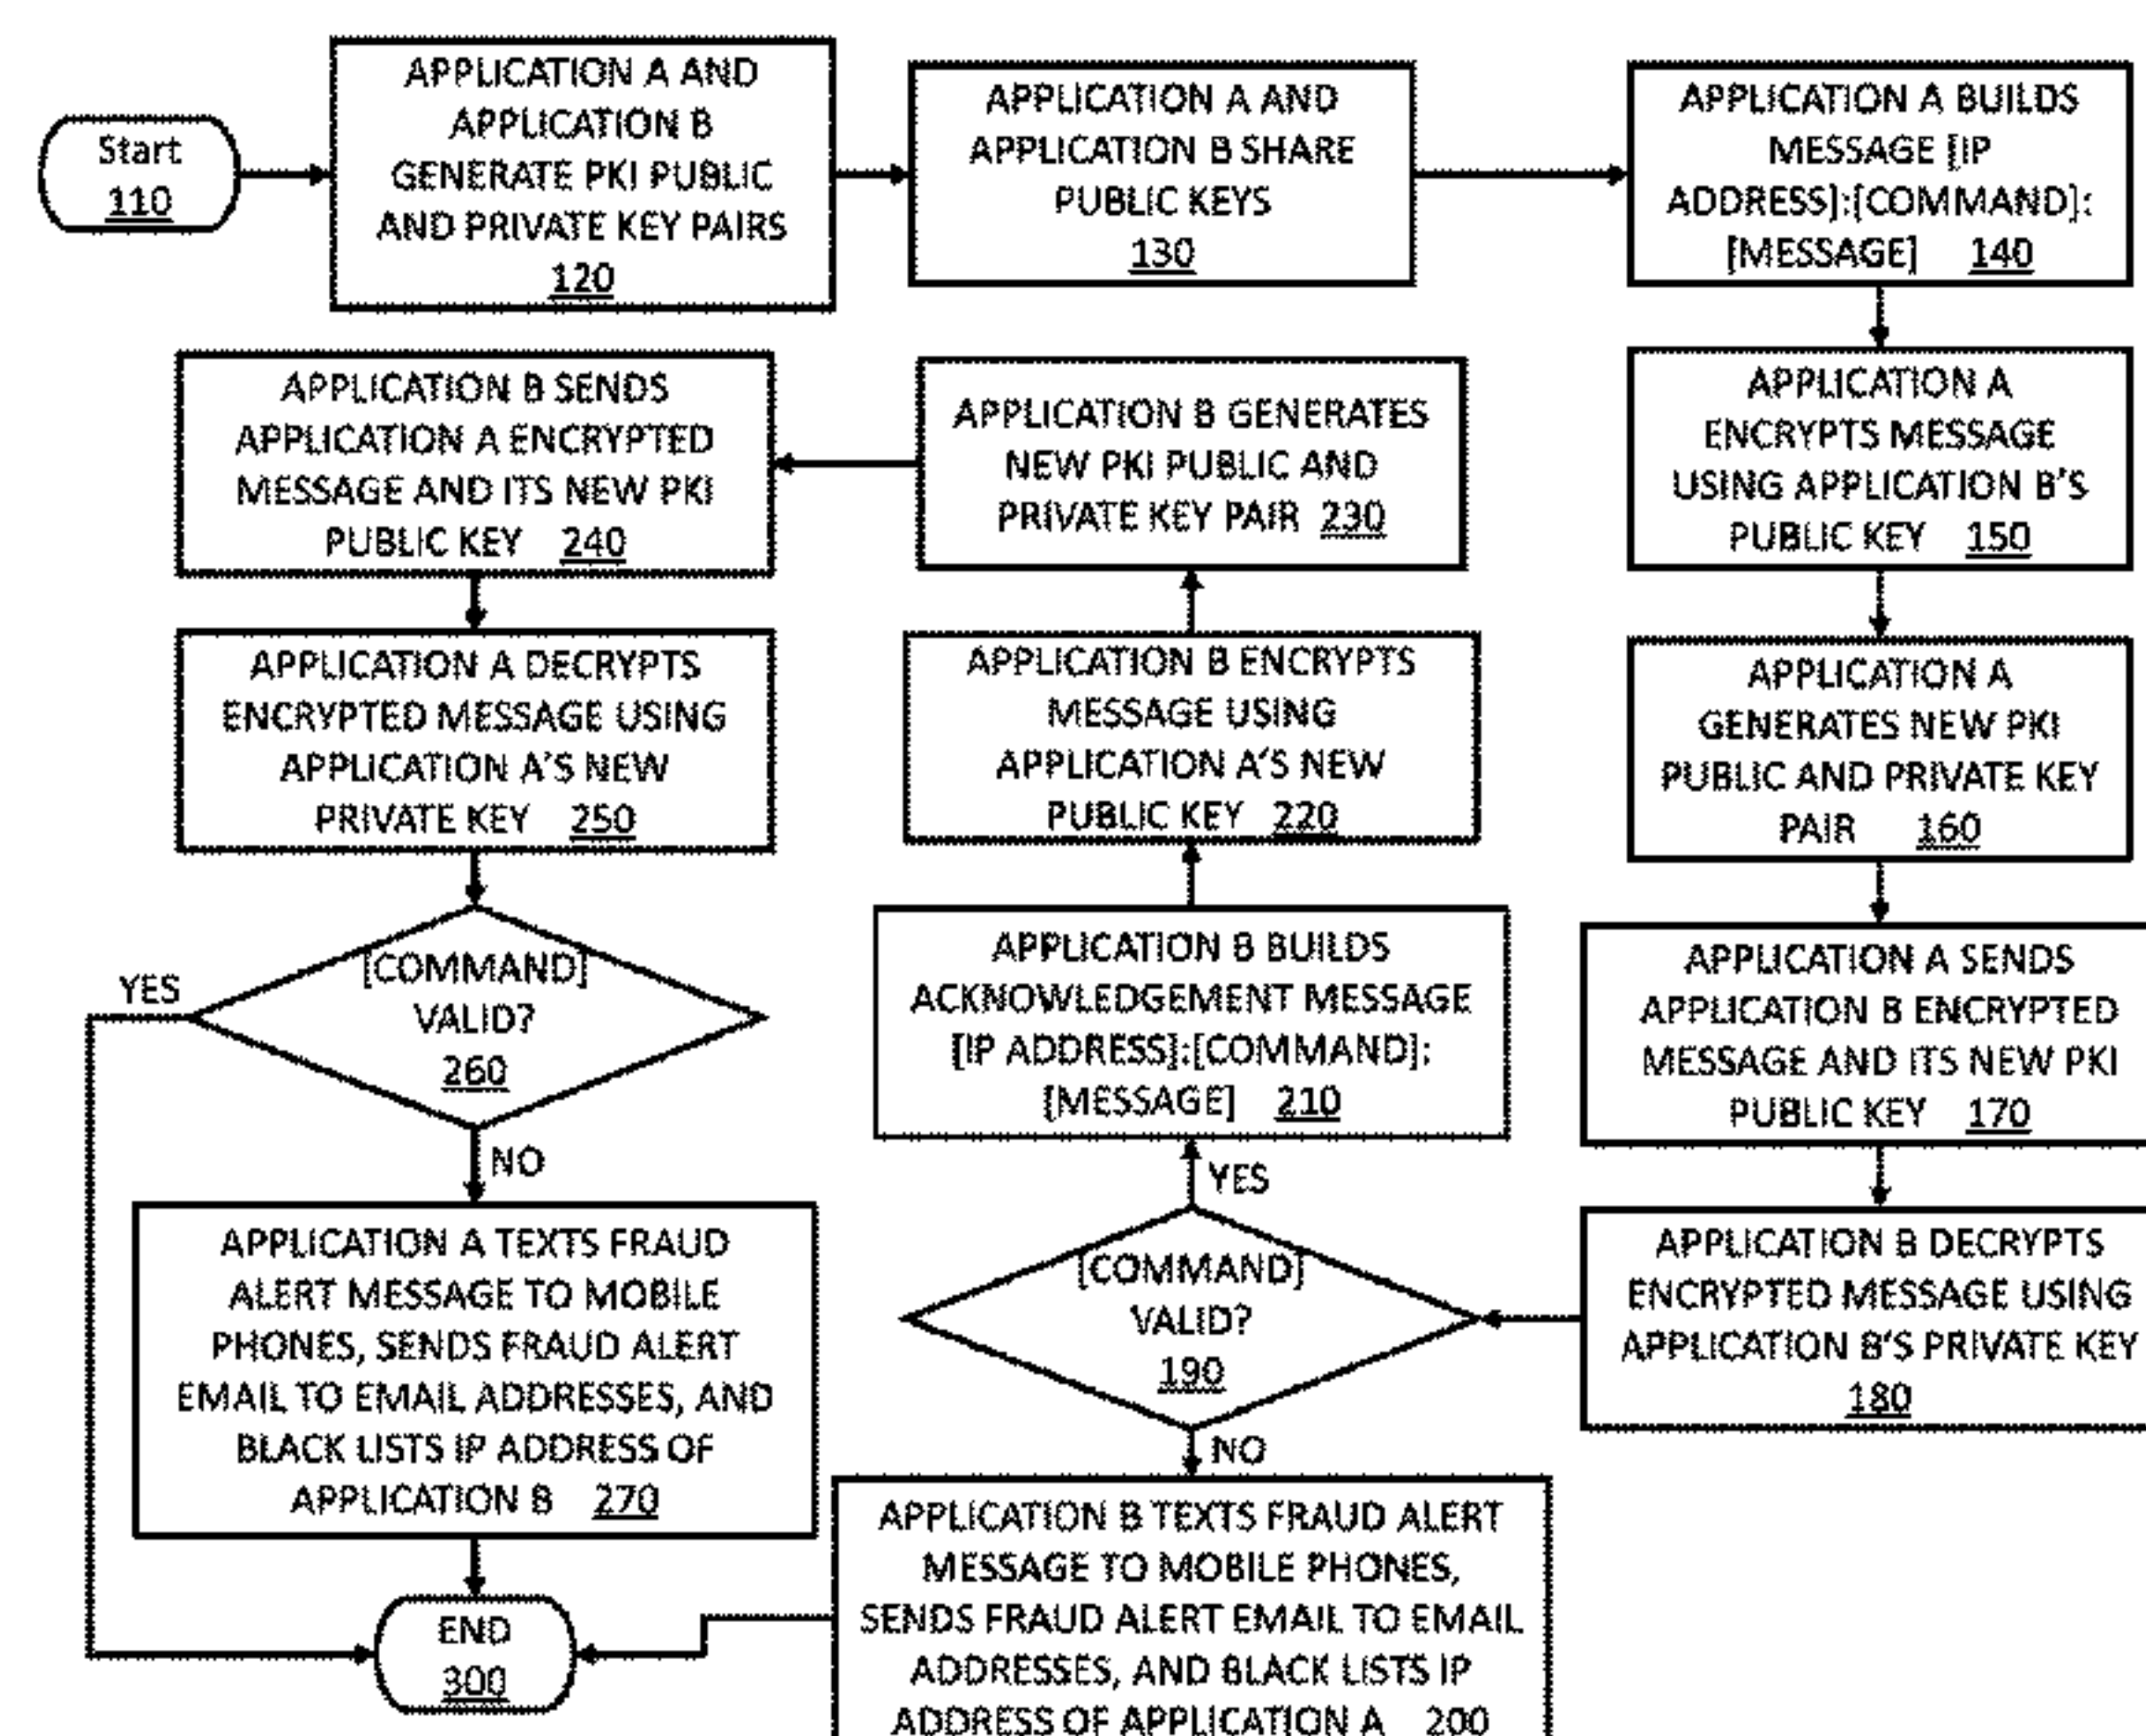 Start
110
APPLICATION A AND
APPLICATION B
GENERATE PKI PUBLIC
AND PRIVATE KEY PAIRS
120
APPLICATION A AND
APPLICATION B SHARE
PUBLIC KEYS
130
APPLICATION A BUILDS
MESSAGE [IP
ADDRESS]:[COMMAND]:
[MESSAGE] 140
APPLICATION A
ENCRYPTS MESSAGE
USING APPLICATION B'S
PUBLIC KEY 150
APPLICATION A
GENERATES NEW PKI
PUBLIC AND PRIVATE KEY
PAIR 160
APPLICATION A SENDS
APPLICATION B ENCRYPTED
MESSAGE AND ITS NEW PKI
PUBLIC KEY 170
APPLICATION B DECRYPTS
ENCRYPTED MESSAGE USING
APPLICATION B'S PRIVATE KEY
180
[COMMAND]
VALID?
190
YES
NO
APPLICATION B TEXTS FRAUD ALERT
MESSAGE TO MOBILE PHONES,
SENDS FRAUD ALERT EMAIL TO EMAIL
ADDRESSES, AND BLACK LISTS IP
ADDRESS OF APPLICATION A 200
APPLICATION B BUILDS
ACKNOWLEDGEMENT MESSAGE
[IP ADDRESS]:[COMMAND]:
[MESSAGE] 210
APPLICATION B ENCRYPTS
MESSAGE USING
APPLICATION A'S NEW
PUBLIC KEY 220
APPLICATION B GENERATES
NEW PKI PUBLIC AND
PRIVATE KEY PAIR 230
APPLICATION B SENDS
APPLICATION A ENCRYPTED
MESSAGE AND ITS NEW PKI
PUBLIC KEY 240
APPLICATION A DECRYPTS
ENCRYPTED MESSAGE USING
APPLICATION A'S NEW
PRIVATE KEY 250
[COMMAND]
VALID?
260
YES
NO
APPLICATION A TEXTS FRAUD
ALERT MESSAGE TO MOBILE
PHONES, SENDS FRAUD ALERT
EMAIL TO EMAIL ADDRESSES, AND
BLACK LISTS IP ADDRESS OF
APPLICATION B 270
END
300